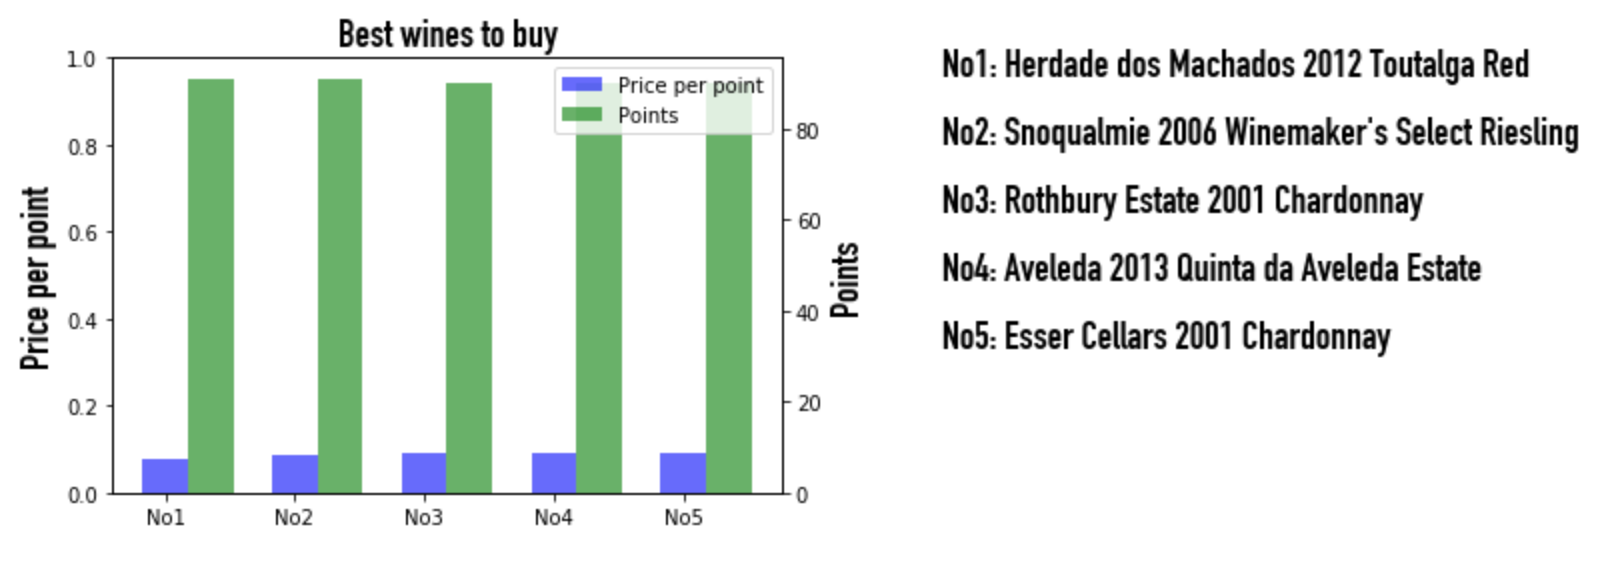 Best wines to buy
1.0
0.8
0.6
0.4
0.2
0.0
Price per point
Price per point
Points
80
60
40
20
0
Points
No1
No2
No3
No4
No5
No1: Herdade dos Machados 2012 Toutalga Red
No2: Snoqualmie 2006 Winemaker's Select Riesling
No3: Rothbury Estate 2001 Chardonnay
No4: Aveleda 2013 Quinta da Aveleda Estate
No5: Esser Cellars 2001 Chardonnay